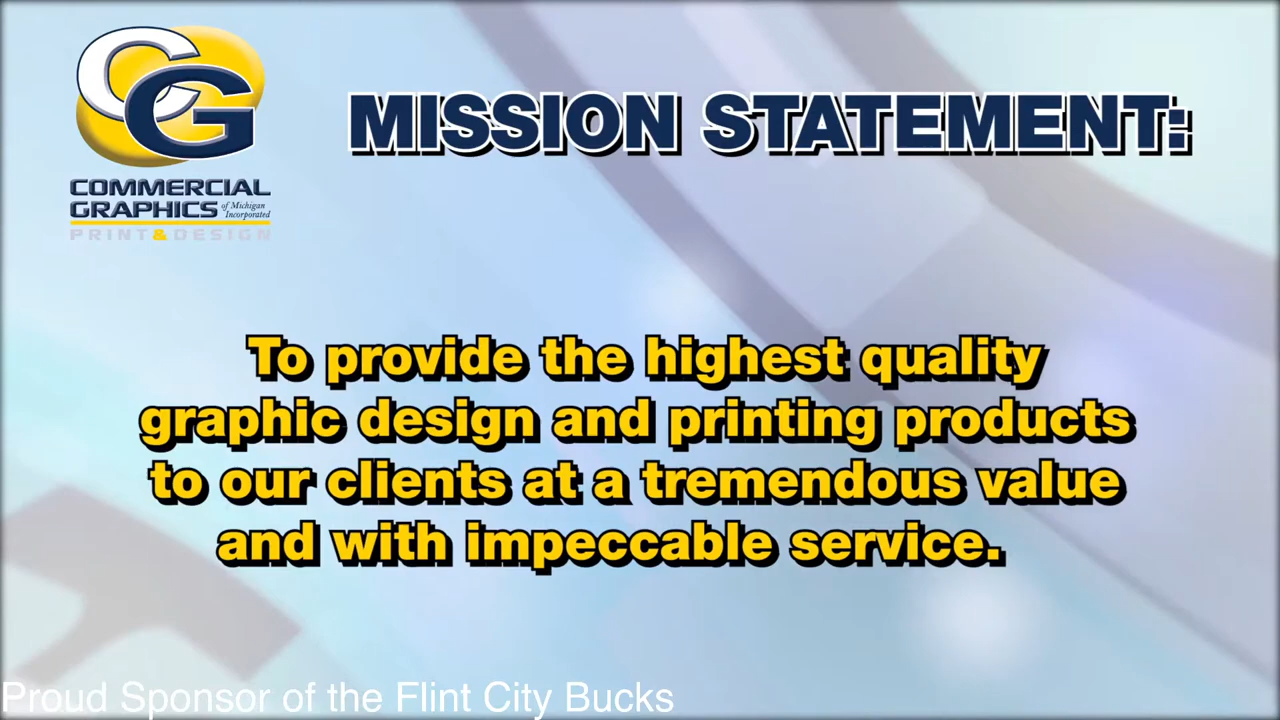 CG
COMMERCIAL
GRAPHICS of Michigan Incorporated
PRINT & DESIGN
MISSION STATEMENT:
To provide the highest quality
graphic design and printing products
to our clients at a tremendous value
and with impeccable service.
Proud Sponsor of the Flint City Bucks